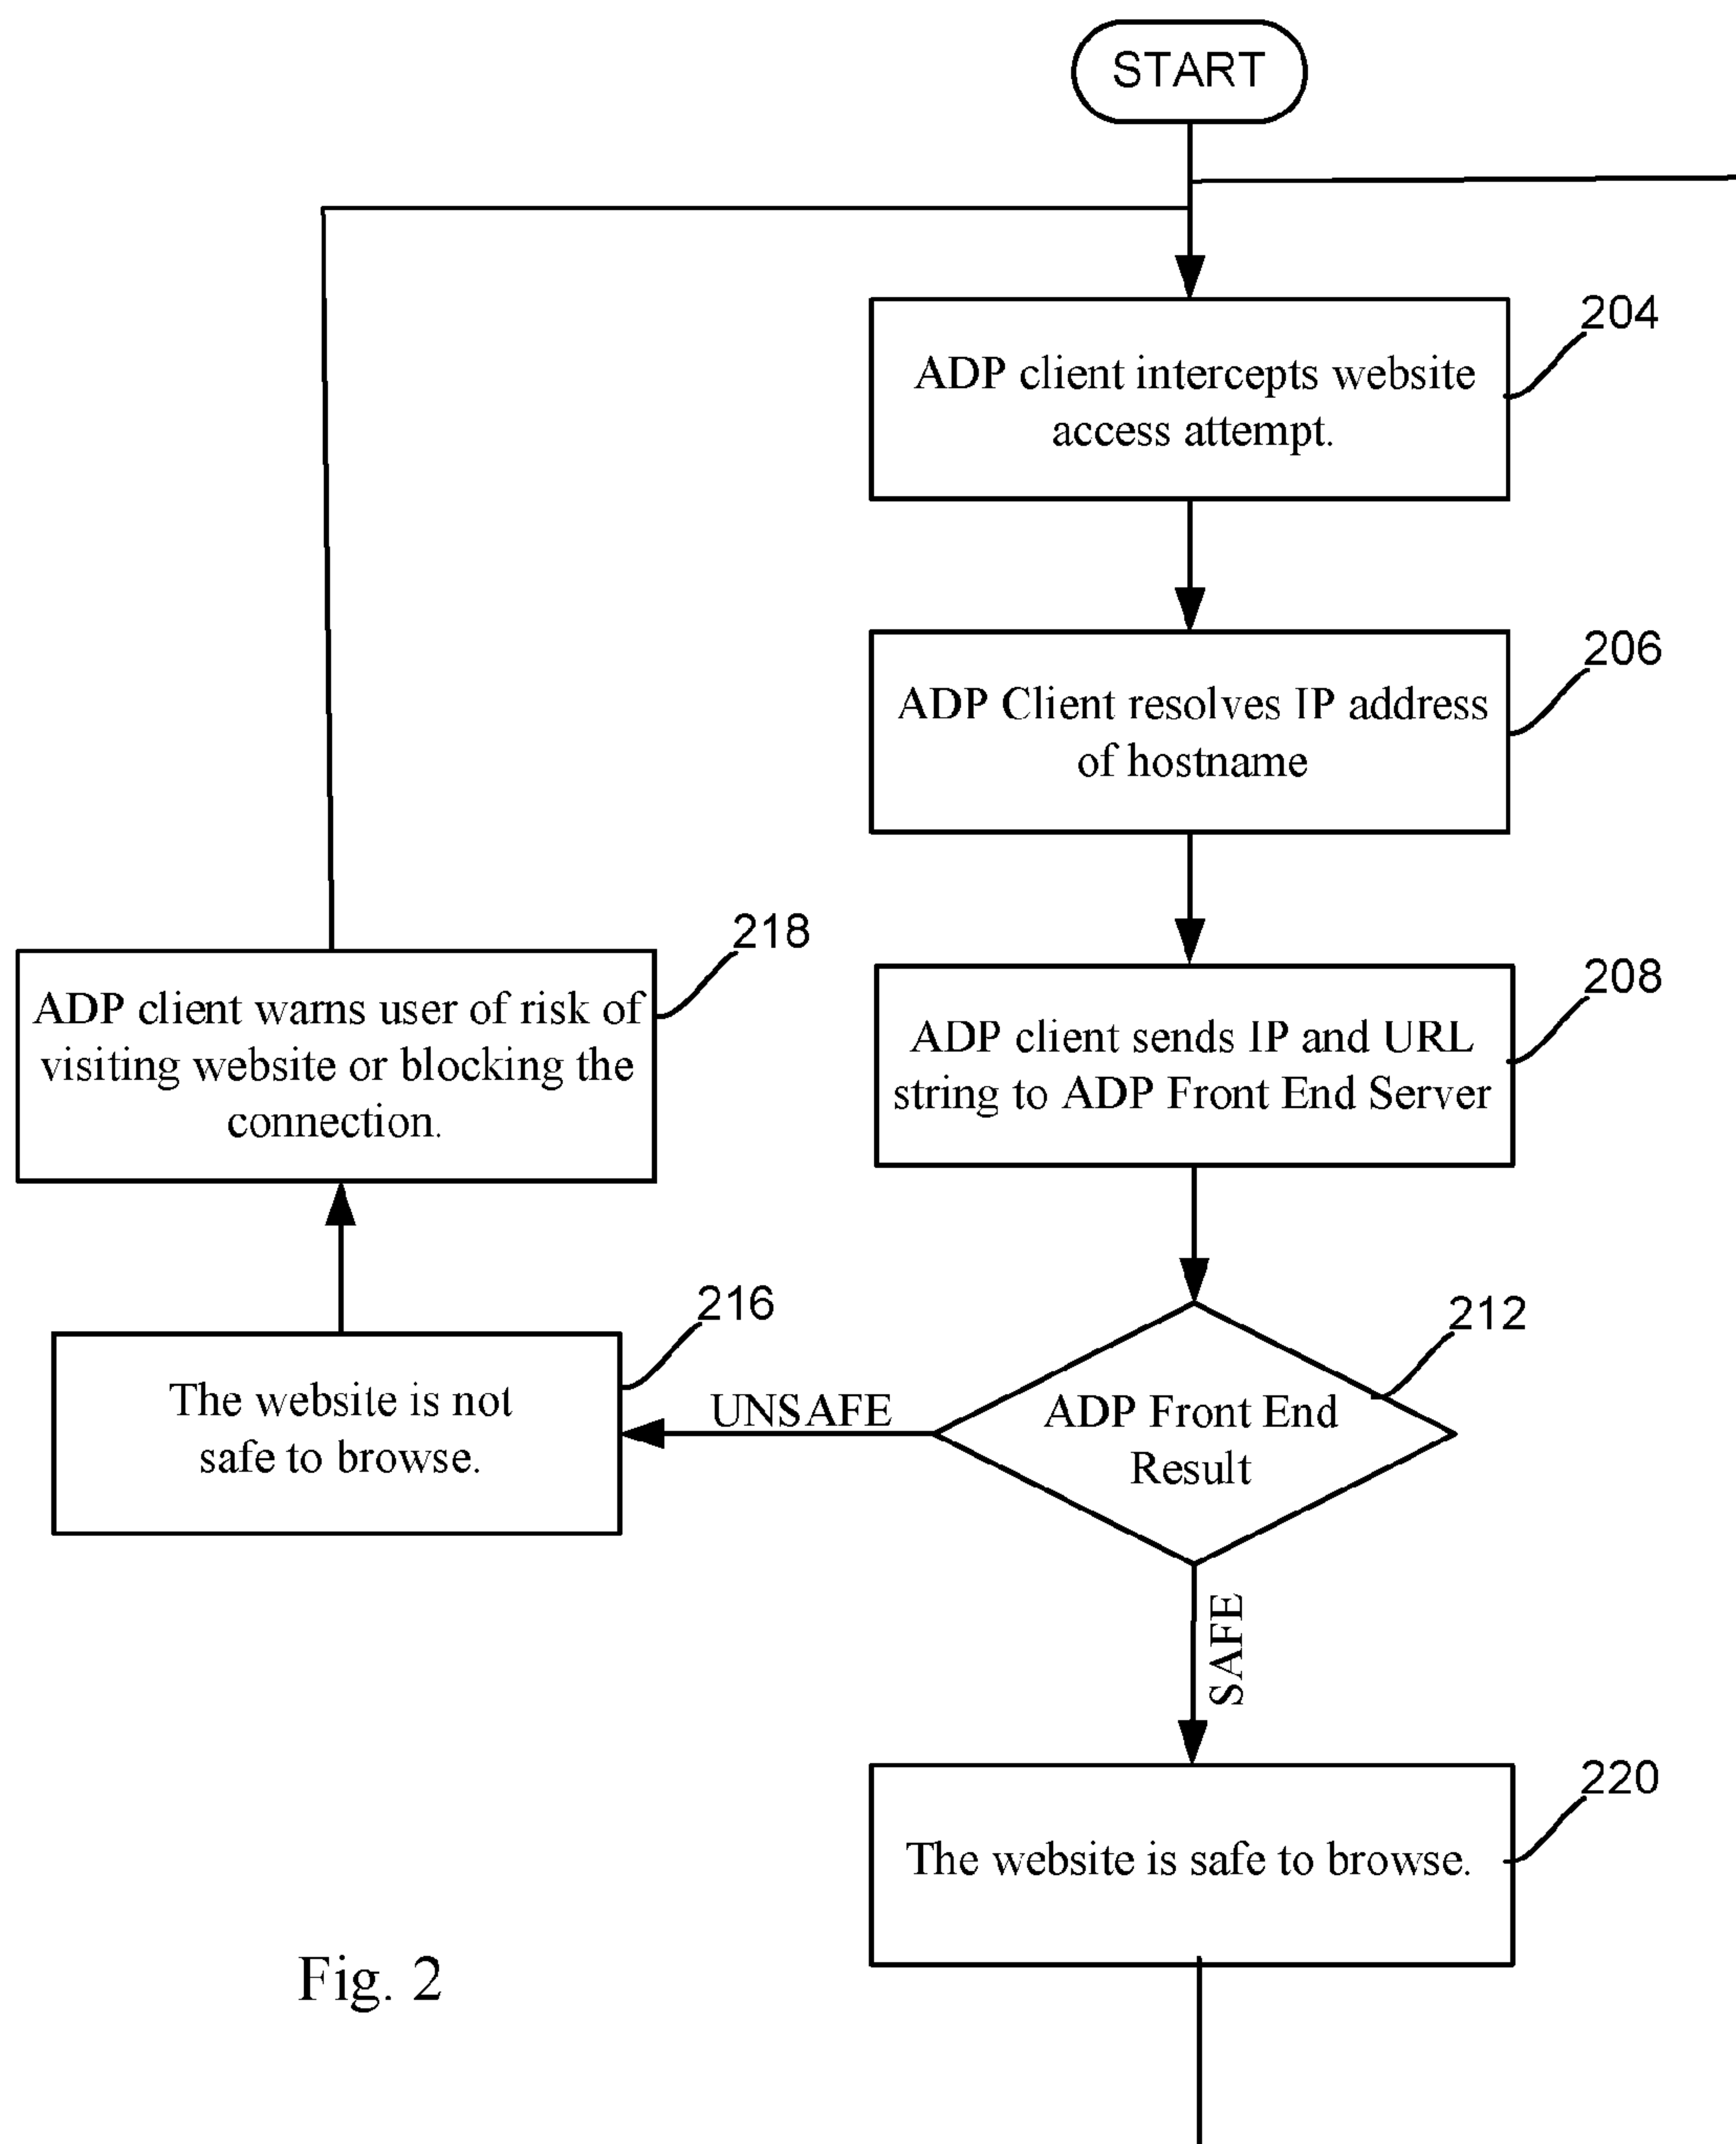 START
204
ADP client intercepts website
access attempt.
206
ADP Client resolves IP address
of hostname
218
ADP client warns user of risk of
visiting website or blocking the
connection.
208
ADP client sends IP and URL
string to ADP Front End Server
216
The website is not
safe to browse.
UNSAFE
212
ADP Front End
Result
SAFE
220
The website is safe to browse.
Fig. 2